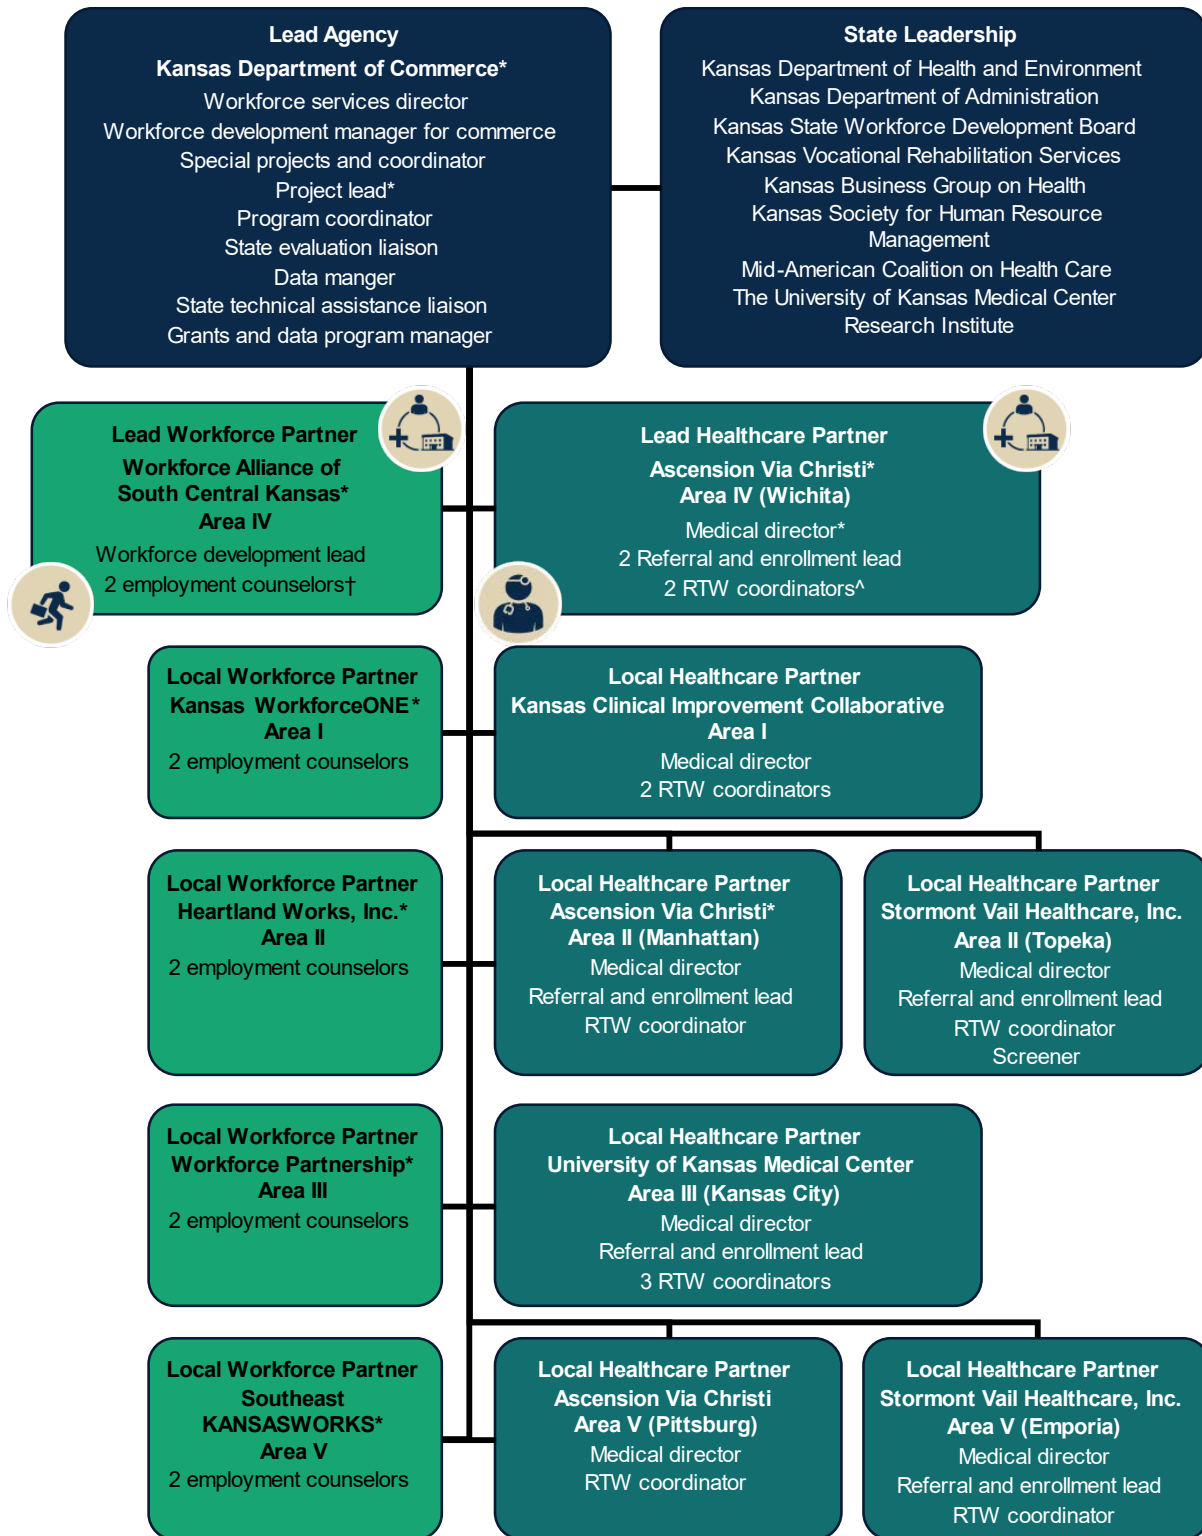 Lead Agency
Kansas Department of Commerce*
Workforce services director
Workforce development manager for commerce
Special projects and coordinator
Project lead*
Program coordinator
State evaluation liaison
Data manger
State technical assistance liaison
Grants and data program manager
State Leadership
Kansas Department of Health and Environment
Kansas Department of Administration
Kansas State Workforce Development Board
Kansas Vocational Rehabilitation Services
Kansas Business Group on Health
Kansas Society for Human Resource
Management
Mid-American Coalition on Health Care
The University of Kansas Medical Center
Research Institute
Lead Workforce Partner
Workforce Alliance of
South Central Kansas*
Area IV
Workforce development lead
2 employment counselors†
Lead Healthcare Partner
Ascension Via Christi*
Area IV (Wichita)
Medical director*
2 Referral and enrollment lead
2 RTW coordinators^
Local Workforce Partner
Kansas WorkforceONE*
Area I
2 employment counselors
Local Healthcare Partner
Kansas Clinical Improvement Collaborative
Area I
Medical director
2 RTW coordinators
Local Workforce Partner
Heartland Works, Inc.*
Area II
2 employment counselors
Local Healthcare Partner
Ascension Via Christi*
Area II (Manhattan)
Medical director
Referral and enrollment lead
RTW coordinator
Local Healthcare Partner
Stormont Vail Healthcare, Inc.
Area II (Topeka)
Medical director
Referral and enrollment lead
RTW coordinator
Screener
Local Workforce Partner
Workforce Partnership*
Area III
2 employment counselors
Local Healthcare Partner
University of Kansas Medical Center
Area III (Kansas City)
Medical director
Referral and enrollment lead
3 RTW coordinators
Local Workforce Partner
Southeast
KANSASWORKS*
Area V
2 employment counselors
Local Healthcare Partner
Ascension Via Christi
Area V (Pittsburg)
Medical director
RTW coordinator
Local Healthcare Partner
Stormont Vail Healthcare, Inc.
Area V (Emporia)
Medical director
Referral and enrollment lead
RTW coordinator